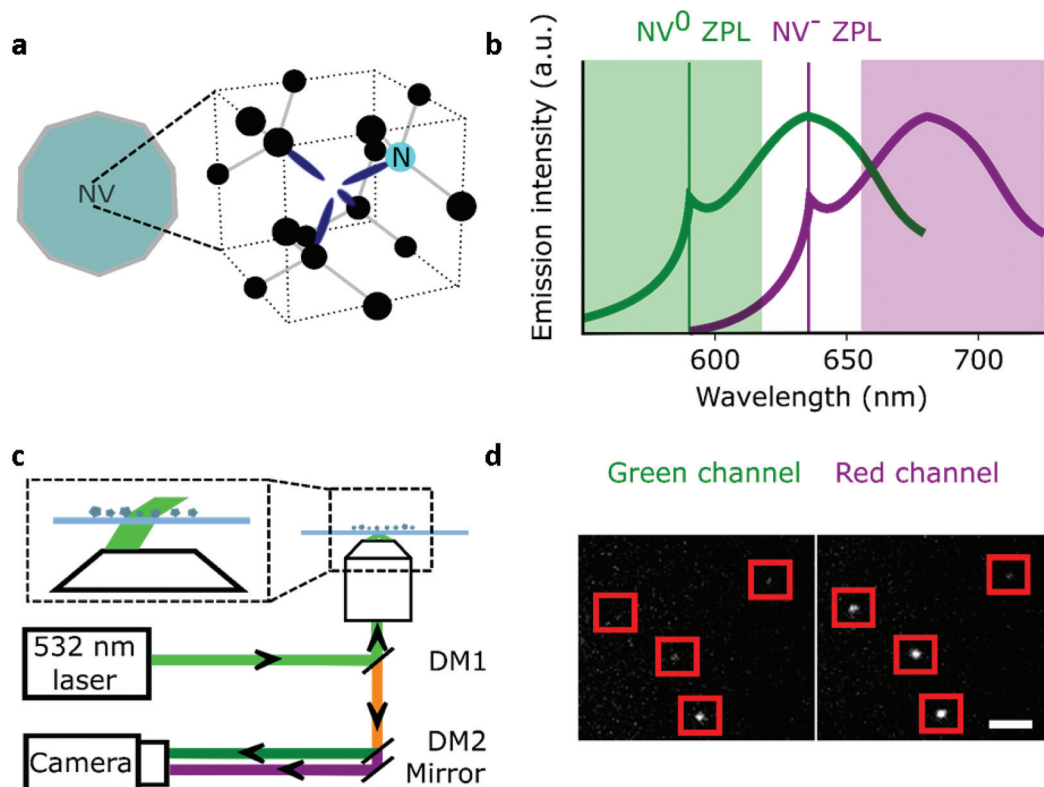 a
NV
N
b
NV⁰ ZPL
NV⁻ ZPL
Emission intensity (a.u.)
600
650
700
Wavelength (nm)
c
532 nm
laser
DM1
DM2
Camera
Mirror
d
Green channel
Red channel